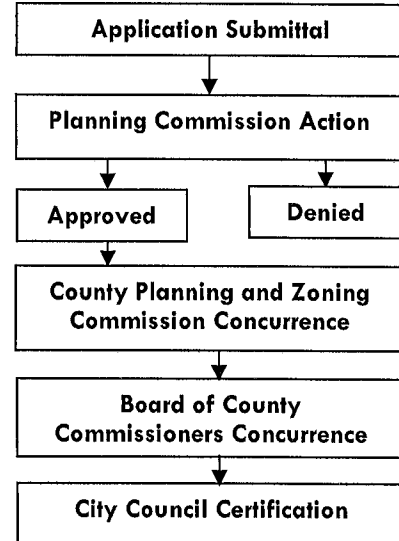 Application Submittal
Planning Commission Action
Approved
Denied
County Planning and Zoning
Commission Concurrence
Board of County
Commissioners Concurrence
City Council Certification